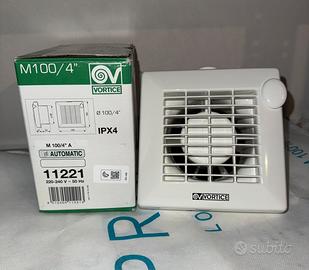 M100/4"
VORTICE
Ø 100/4"
IPX4
M 100/4" A
AUTOMATIC
11221
220-240 V ~ 50 Hz
VORTICE
subito